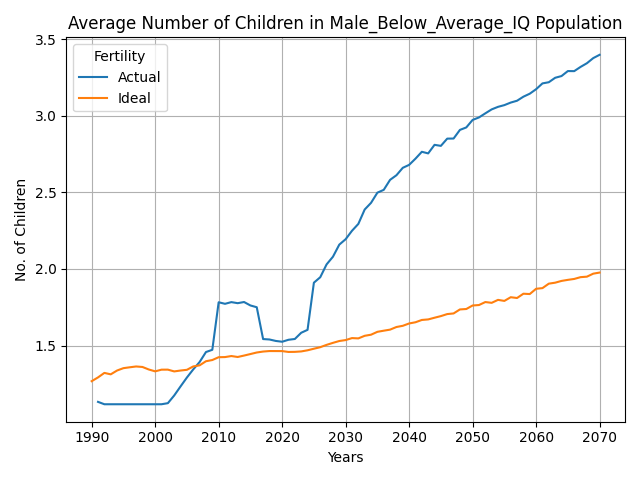 Average Number of Children in Male_Below_Average_IQ Population
Fertility
Actual
Ideal
No. of Children
3.5
3.0
2.5
2.0
1.5
1990 2000 2010 2020 2030 2040 2050 2060 2070
Years